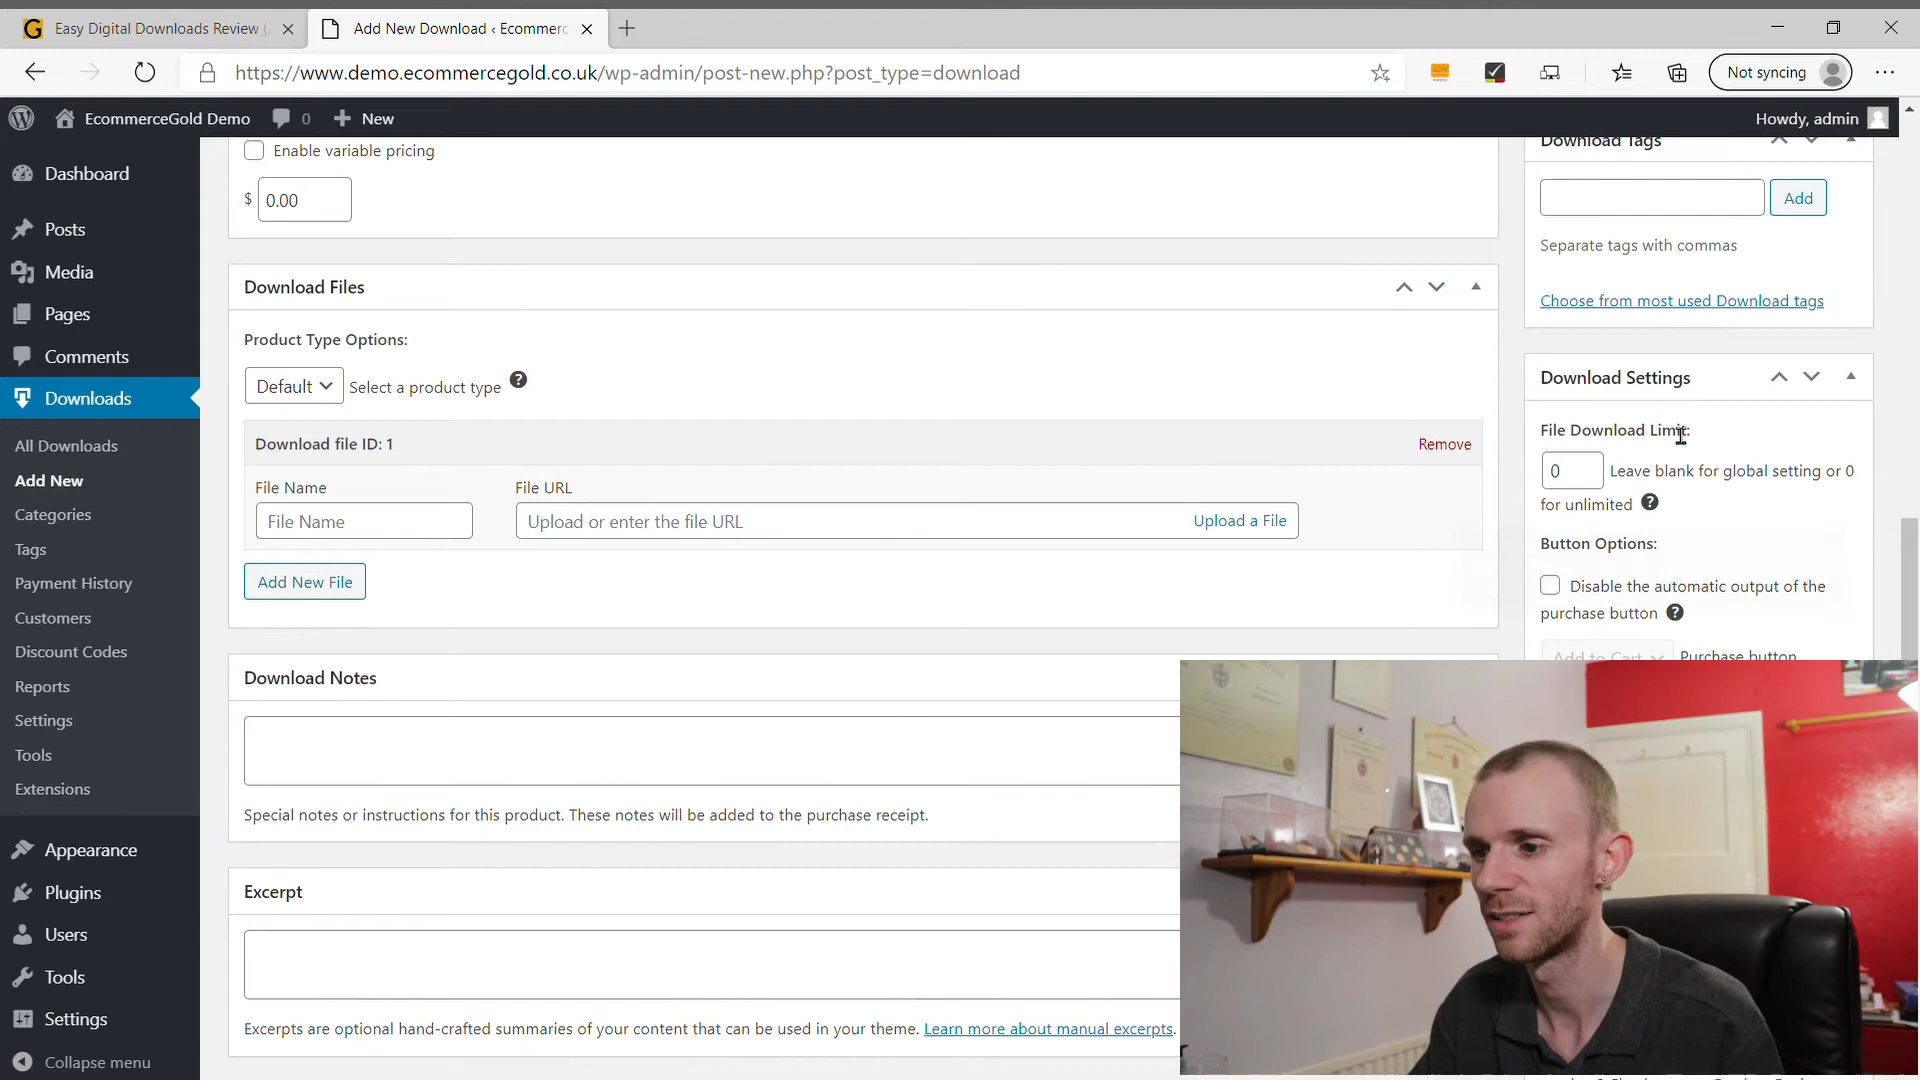 Easy Digital Downloads Review (
Add New Download ‹ Ecommerc
https://www.demo.ecommercegold.co.uk/wp-admin/post-new.php?post_type=download
Not syncing
EcommerceGold Demo
0
New
Howdy, admin
Dashboard
Posts
Media
Pages
Comments
Downloads
All Downloads
Add New
Categories
Tags
Payment History
Customers
Discount Codes
Reports
Settings
Tools
Extensions
Appearance
Plugins
Users
Tools
Settings
Collapse menu
Enable variable pricing
$ 0.00
Download Files
Product Type Options:
Default Select a product type
Download file ID: 1
Remove
File Name
File URL
File Name
Upload or enter the file URL
Upload a File
Add New File
Download Notes
Special notes or instructions for this product. These notes will be added to the purchase receipt.
Excerpt
Excerpts are optional hand-crafted summaries of your content that can be used in your theme. Learn more about manual excerpts.
Download Tags
Add
Separate tags with commas
Choose from most used Download tags
Download Settings
File Download Limit:
0 Leave blank for global setting or 0
for unlimited
Button Options:
Disable the automatic output of the
purchase button
Add to Cart Purchase button